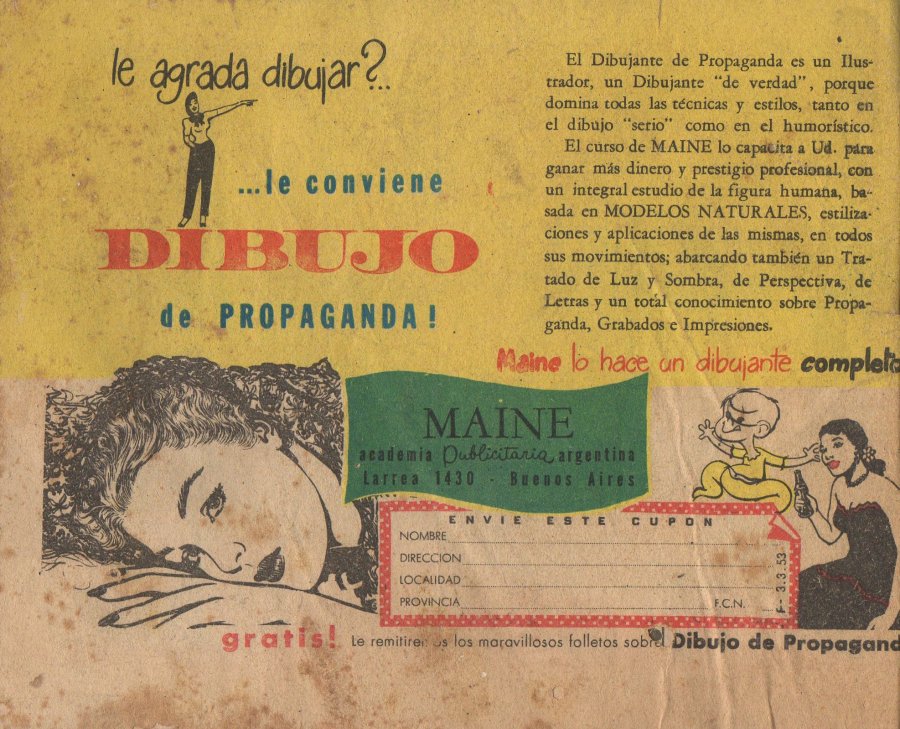 le agrada dibujar?..
...le conviene
DIBUJO
de PROPAGANDA!
El Dibujante de Propaganda es un Ilus-
trador, un Dibujante "de verdad", porque
domina todas las técnicas y estilos, tanto en
el dibujo "serio" como en el humorístico.
El curso de MAINE lo capacita a Ud. para
ganar más dinero y prestigio profesional, con
un integral estudio de la figura humana, ba-
sada en MODELOS NATURALES, estiliza-
ciones y aplicaciones de las mismas, en todos
sus movimientos; abarcando también un Tra-
tado de Luz y Sombra, de Perspectiva, de
Letras y un total conocimiento sobre Propa-
ganda, Grabados e Impresiones.
Maine lo hace un dibujante completo
MAINE
academia Publicitaria argentina
Larrea 1430 - Buenos Aires
ENVIE ESTE CUPON
NOMBRE
DIRECCION
LOCALIDAD
PROVINCIA F.C.N.
F- 3.3.53
gratis! Le remitiremos los maravillosos folletos sobre Dibujo de Propagand